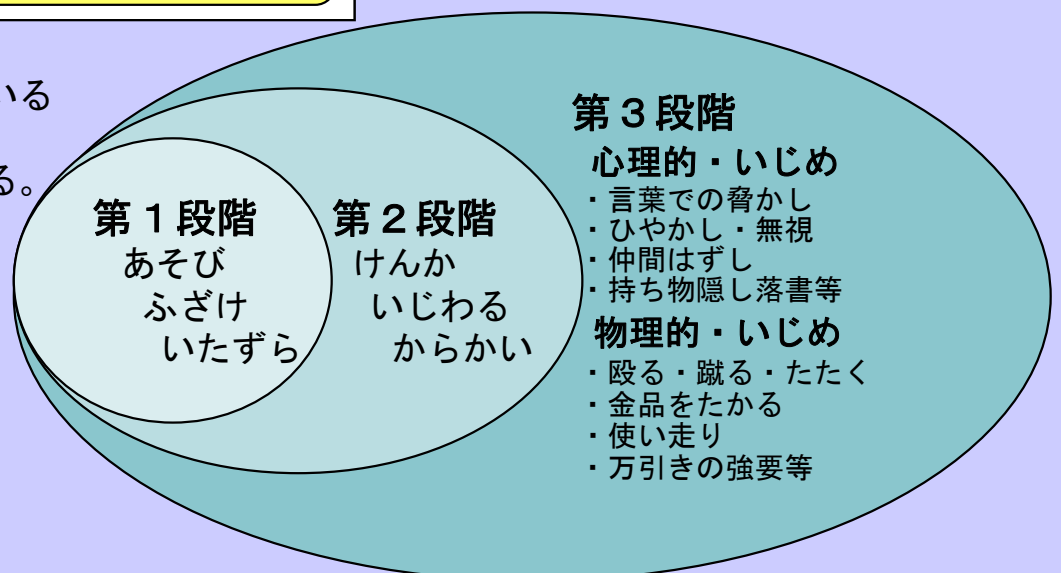 いる
る。
第１段階
あそび
ふざけ
いたずら
第２段階
けんか
いじわる
からかい
第３段階
心理的・いじめ
・言葉での脅かし
・ひやかし・無視
・仲間はずし
・持ち物隠し落書等
物理的・いじめ
・殴る・蹴る・たたく
・金品をたかる
・使い走り
・万引きの強要等